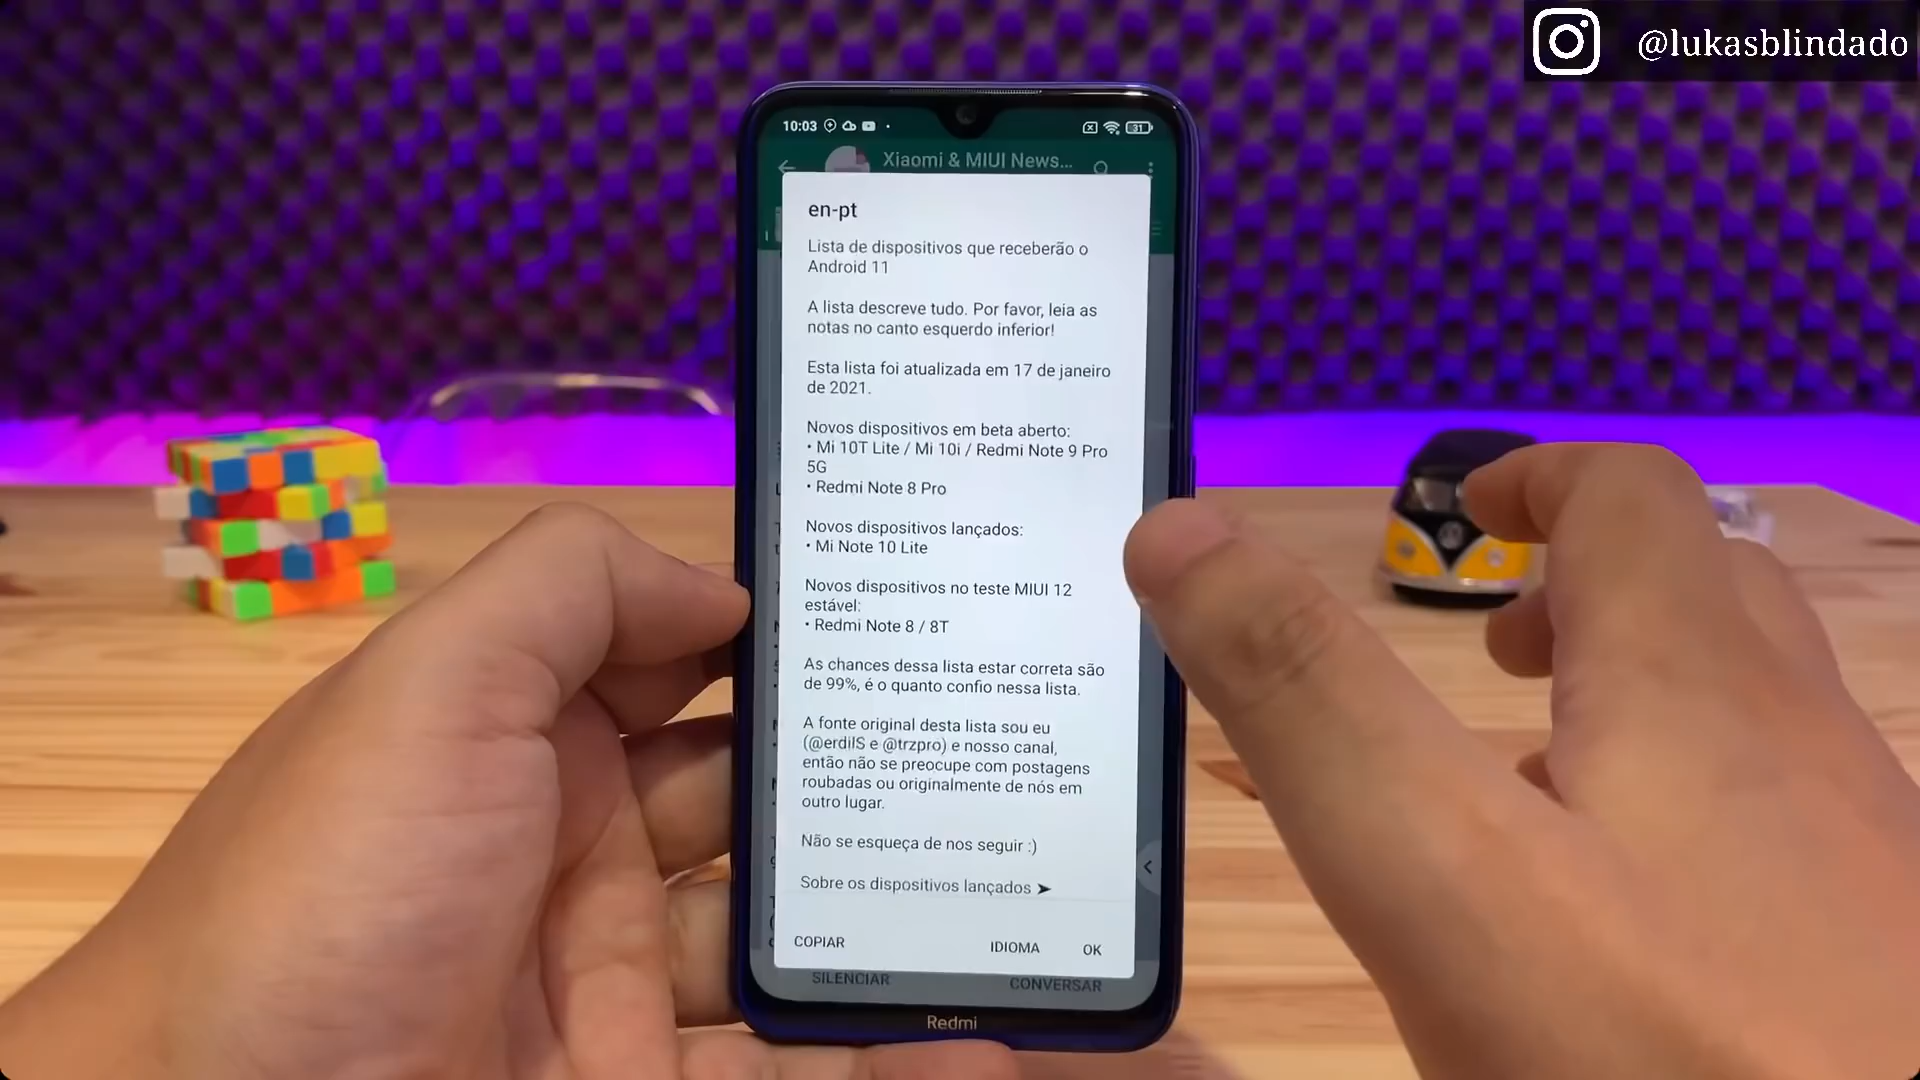 @lukasblindado
10:03
31
Xiaomi & MIUI News...
en-pt
Lista de dispositivos que receberão o
Android 11
A lista descreve tudo. Por favor, leia as
notas no canto esquerdo inferior!
Esta lista foi atualizada em 17 de janeiro
de 2021.
Novos dispositivos em beta aberto:
• Mi 10T Lite / Mi 10i / Redmi Note 9 Pro
5G
• Redmi Note 8 Pro
Novos dispositivos lançados:
• Mi Note 10 Lite
Novos dispositivos no teste MIUI 12
estável:
• Redmi Note 8 / 8T
As chances dessa lista estar correta são
de 99%, é o quanto confio nessa lista.
A fonte original desta lista sou eu
(@erdilS e @trzpro) e nosso canal,
então não se preocupe com postagens
roubadas ou originalmente de nós em
outro lugar.
Não se esqueça de nos seguir :)
Sobre os dispositivos lançados ➤
COPIAR IDIOMA OK
SILENCIAR CONVERSAR
Redmi